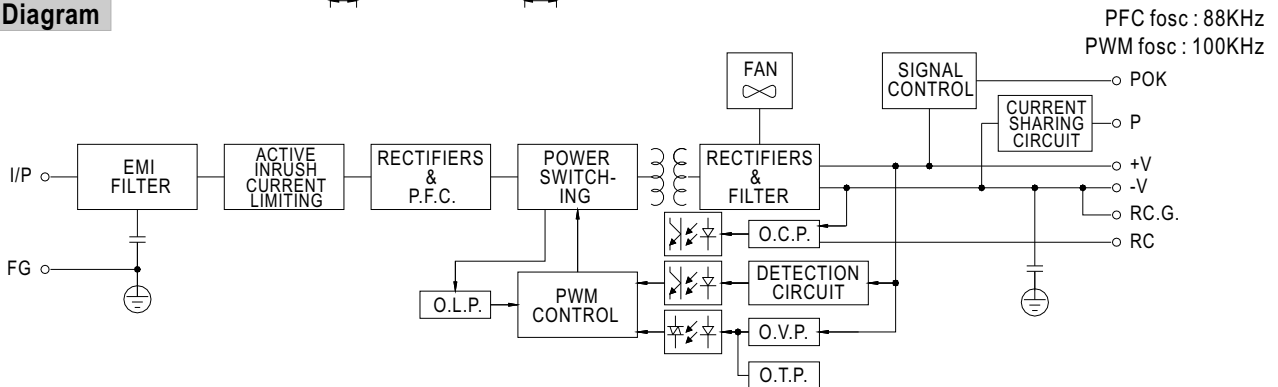 Diagram
PFC fosc : 88KHz
PWM fosc : 100KHz
FAN
SIGNAL
CONTROL
POK
CURRENT
SHARING
CIRCUIT
P
I/P
EMI
FILTER
ACTIVE
INRUSH
CURRENT
LIMITING
RECTIFIERS
&
P.F.C.
POWER
SWITCH-
ING
RECTIFIERS
&
FILTER
+V
-V
RC.G.
RC
O.C.P.
FG
DETECTION
CIRCUIT
O.L.P.
PWM
CONTROL
O.V.P.
O.T.P.